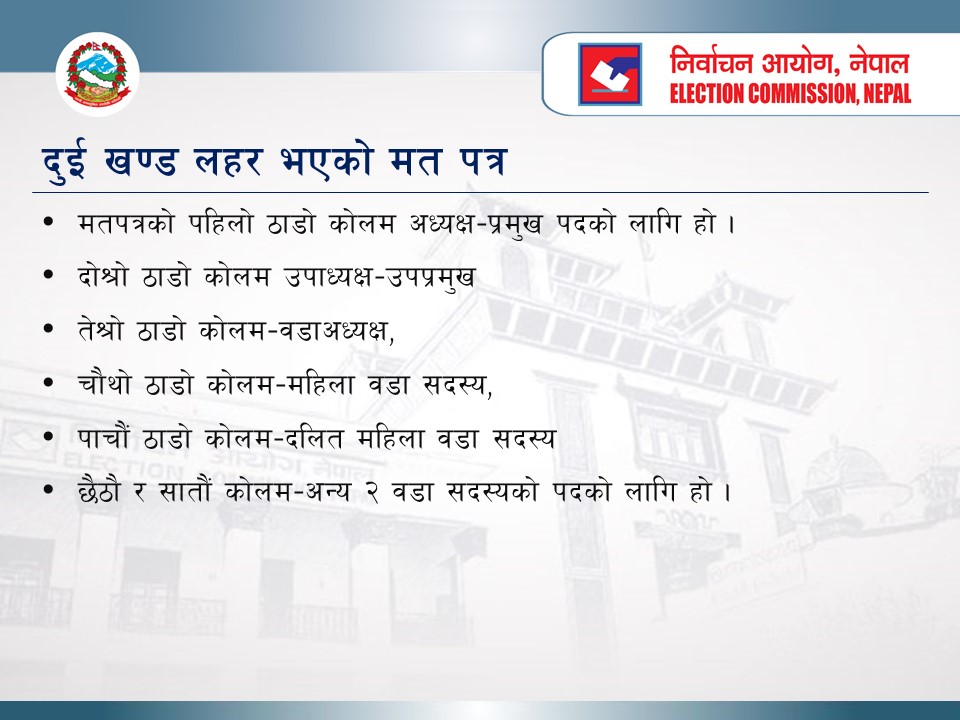 निर्वाचन आयोग, नेपाल
ELECTION COMMISSION, NEPAL
दुई खण्ड लहर भएको मत पत्र
• मतपत्रको पहिलो ठाडो कोलम अध्यक्ष-प्रमुख पदको लागि हो ।
• दोश्रो ठाडो कोलम उपाध्यक्ष-उपप्रमुख
• तेश्रो ठाडो कोलम-वडाअध्यक्ष,
• चौथो ठाडो कोलम-महिला वडा सदस्य,
• पाचौं ठाडो कोलम-दलित महिला वडा सदस्य
• छैठौ र सातौं कोलम-अन्य २ वडा सदस्यको पदको लागि हो ।